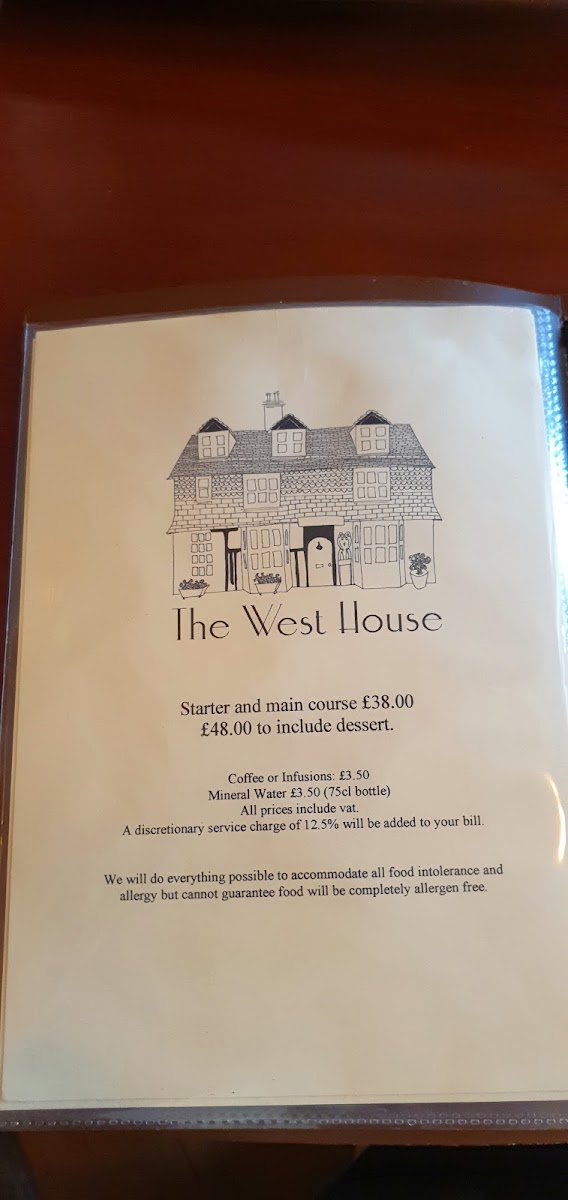 The West House
Starter and main course £38.00
£48.00 to include dessert.
Coffee or Infusions: £3.50
Mineral Water £3.50 (75cl bottle)
All prices include vat.
A discretionary service charge of 12.5% will be added to your bill.
We will do everything possible to accommodate all food intolerance and
allergy but cannot guarantee food will be completely allergen free.